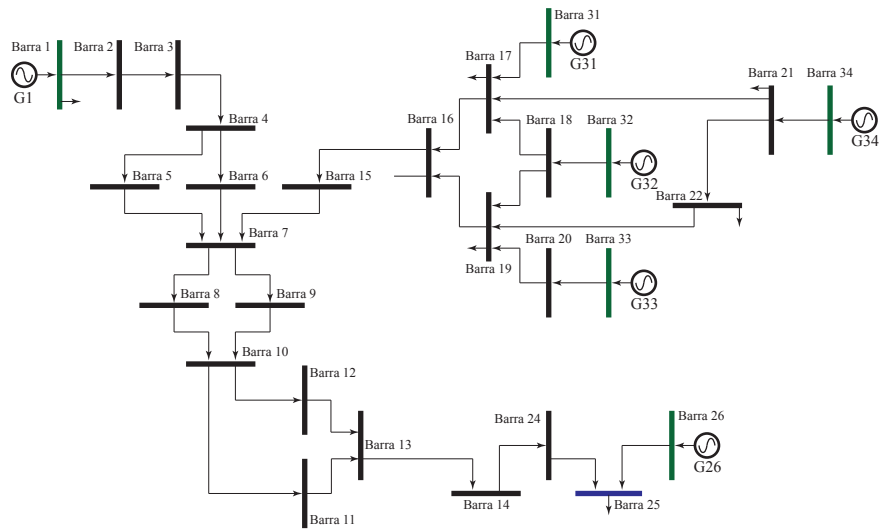 Barra 31
Barra 1
Barra 2
Barra 3
Barra 17
G31
Barra 21
Barra 34
G1
Barra 16
Barra 18
Barra 32
G34
Barra 4
Barra 5
Barra 6
Barra 15
G32
Barra 22
Barra 7
Barra 20
Barra 33
Barra 19
Barra 8
Barra 9
G33
Barra 10
Barra 12
Barra 24
Barra 26
Barra 13
G26
Barra 14
Barra 25
Barra 11